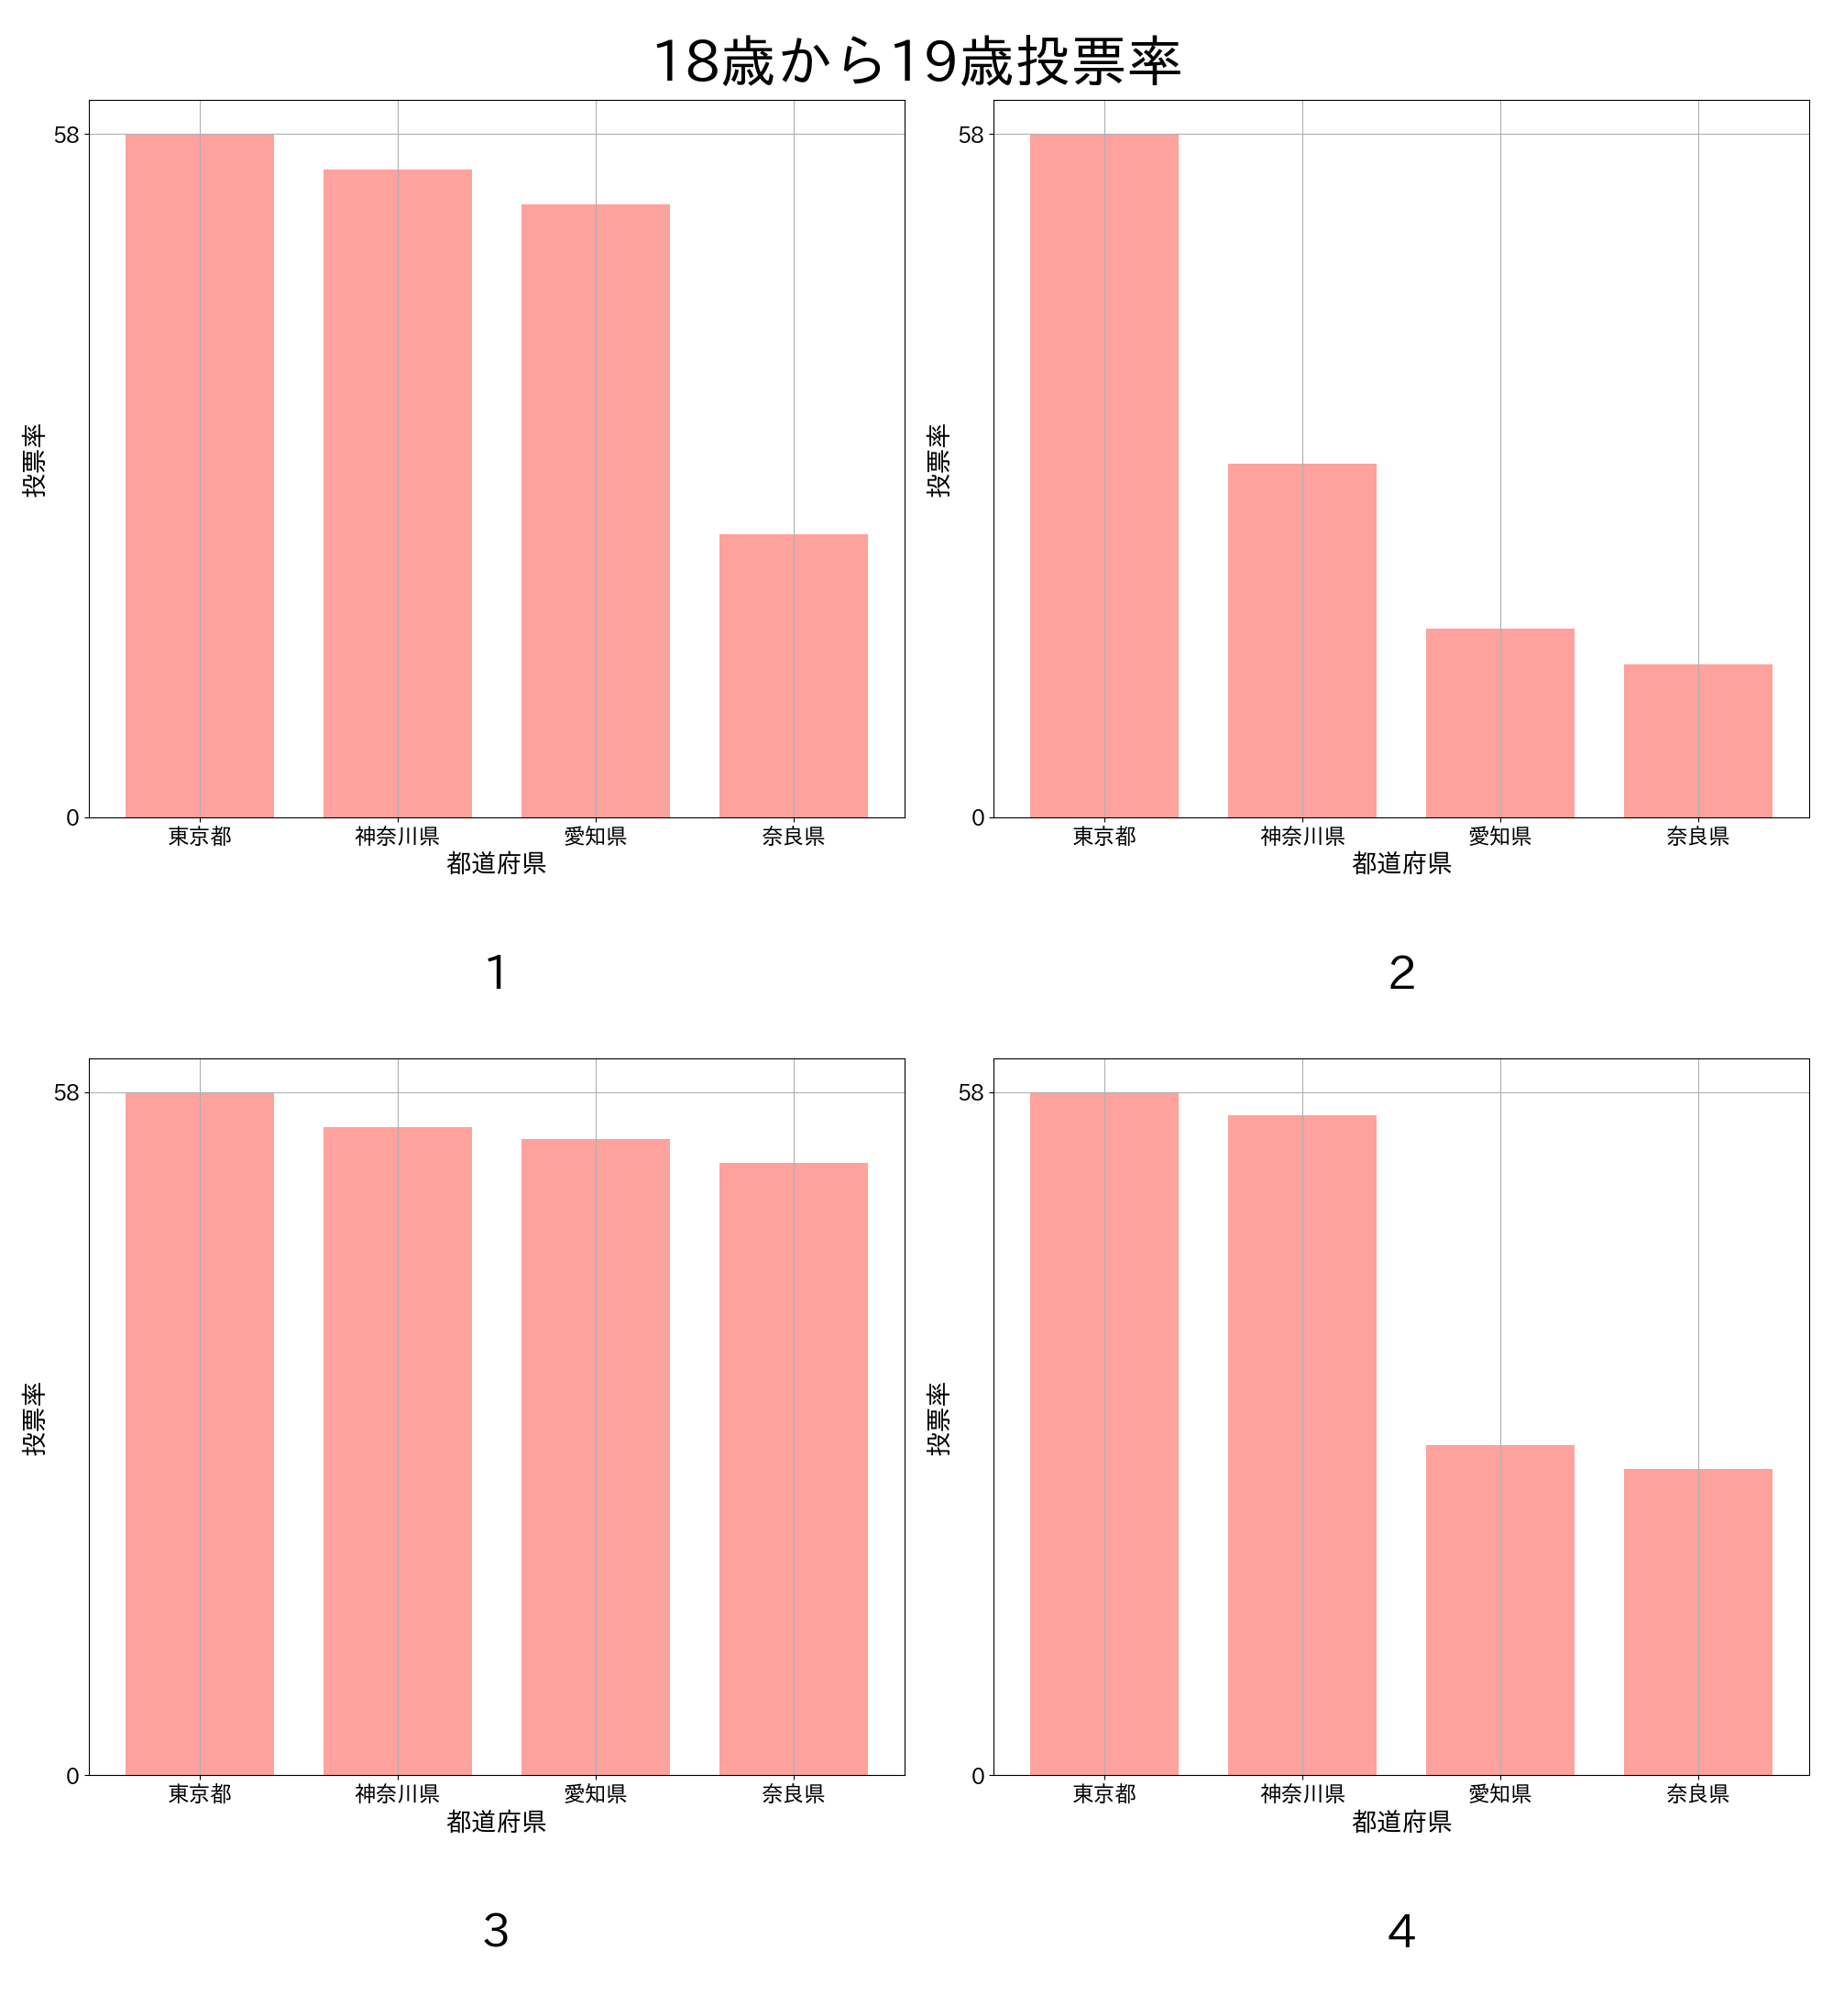 18歳から19歳投票率
58
0
投票率
東京都 神奈川県 愛知県 奈良県
都道府県
1
58
0
投票率
東京都 神奈川県 愛知県 奈良県
都道府県
2
58
0
投票率
東京都 神奈川県 愛知県 奈良県
都道府県
3
58
0
投票率
東京都 神奈川県 愛知県 奈良県
都道府県
4